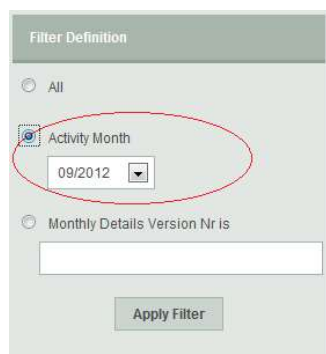 Filter Definition
All
Activity Month
09/2012
Monthly Details Version Nr is
Apply Filter